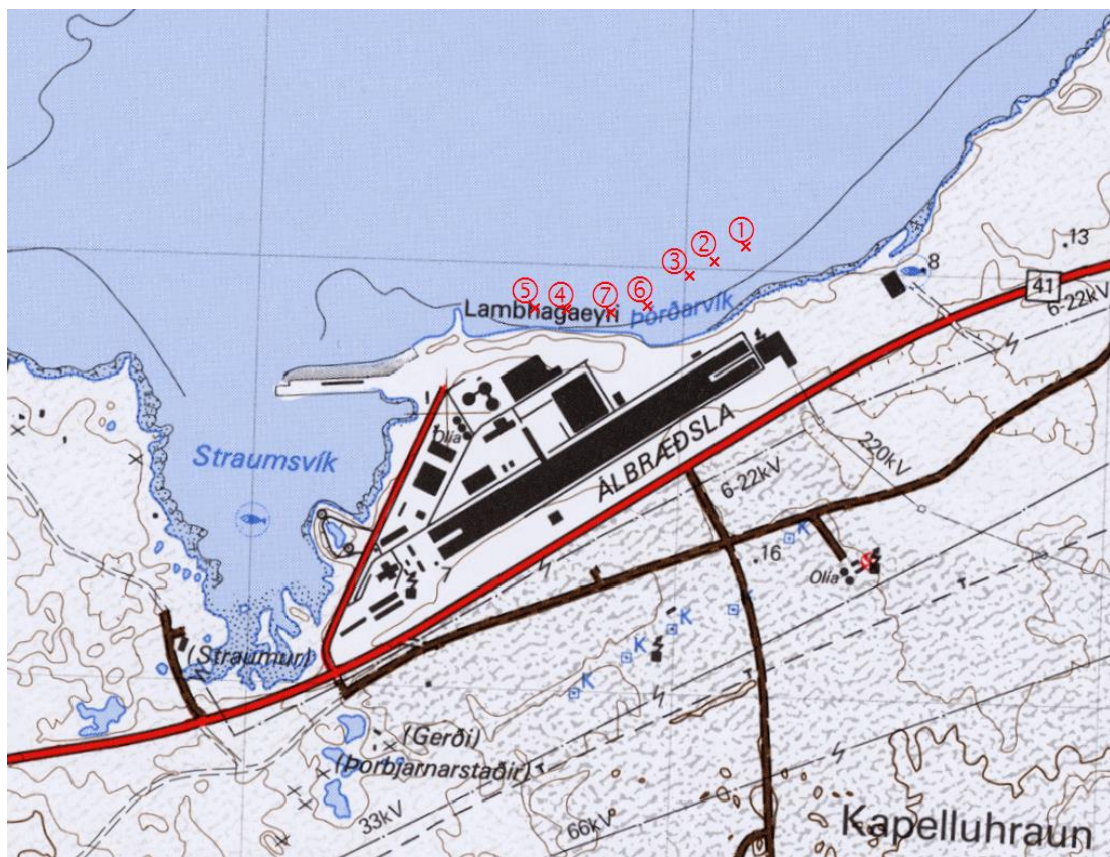 ①
②
13
③
8
41
⑤ ④ ⑦ ⑥
Lambhagaeyri Þórðarvík
6-22kV
Olía
Straumsvík
ÁLBRÆÐSLA
220kV
6-22kV
K
16
Olía
K
K
K
(Straumur)
K
(Gerði)
(Þorbjarnarstaðir)
33kV
66kV
Kapelluhraun